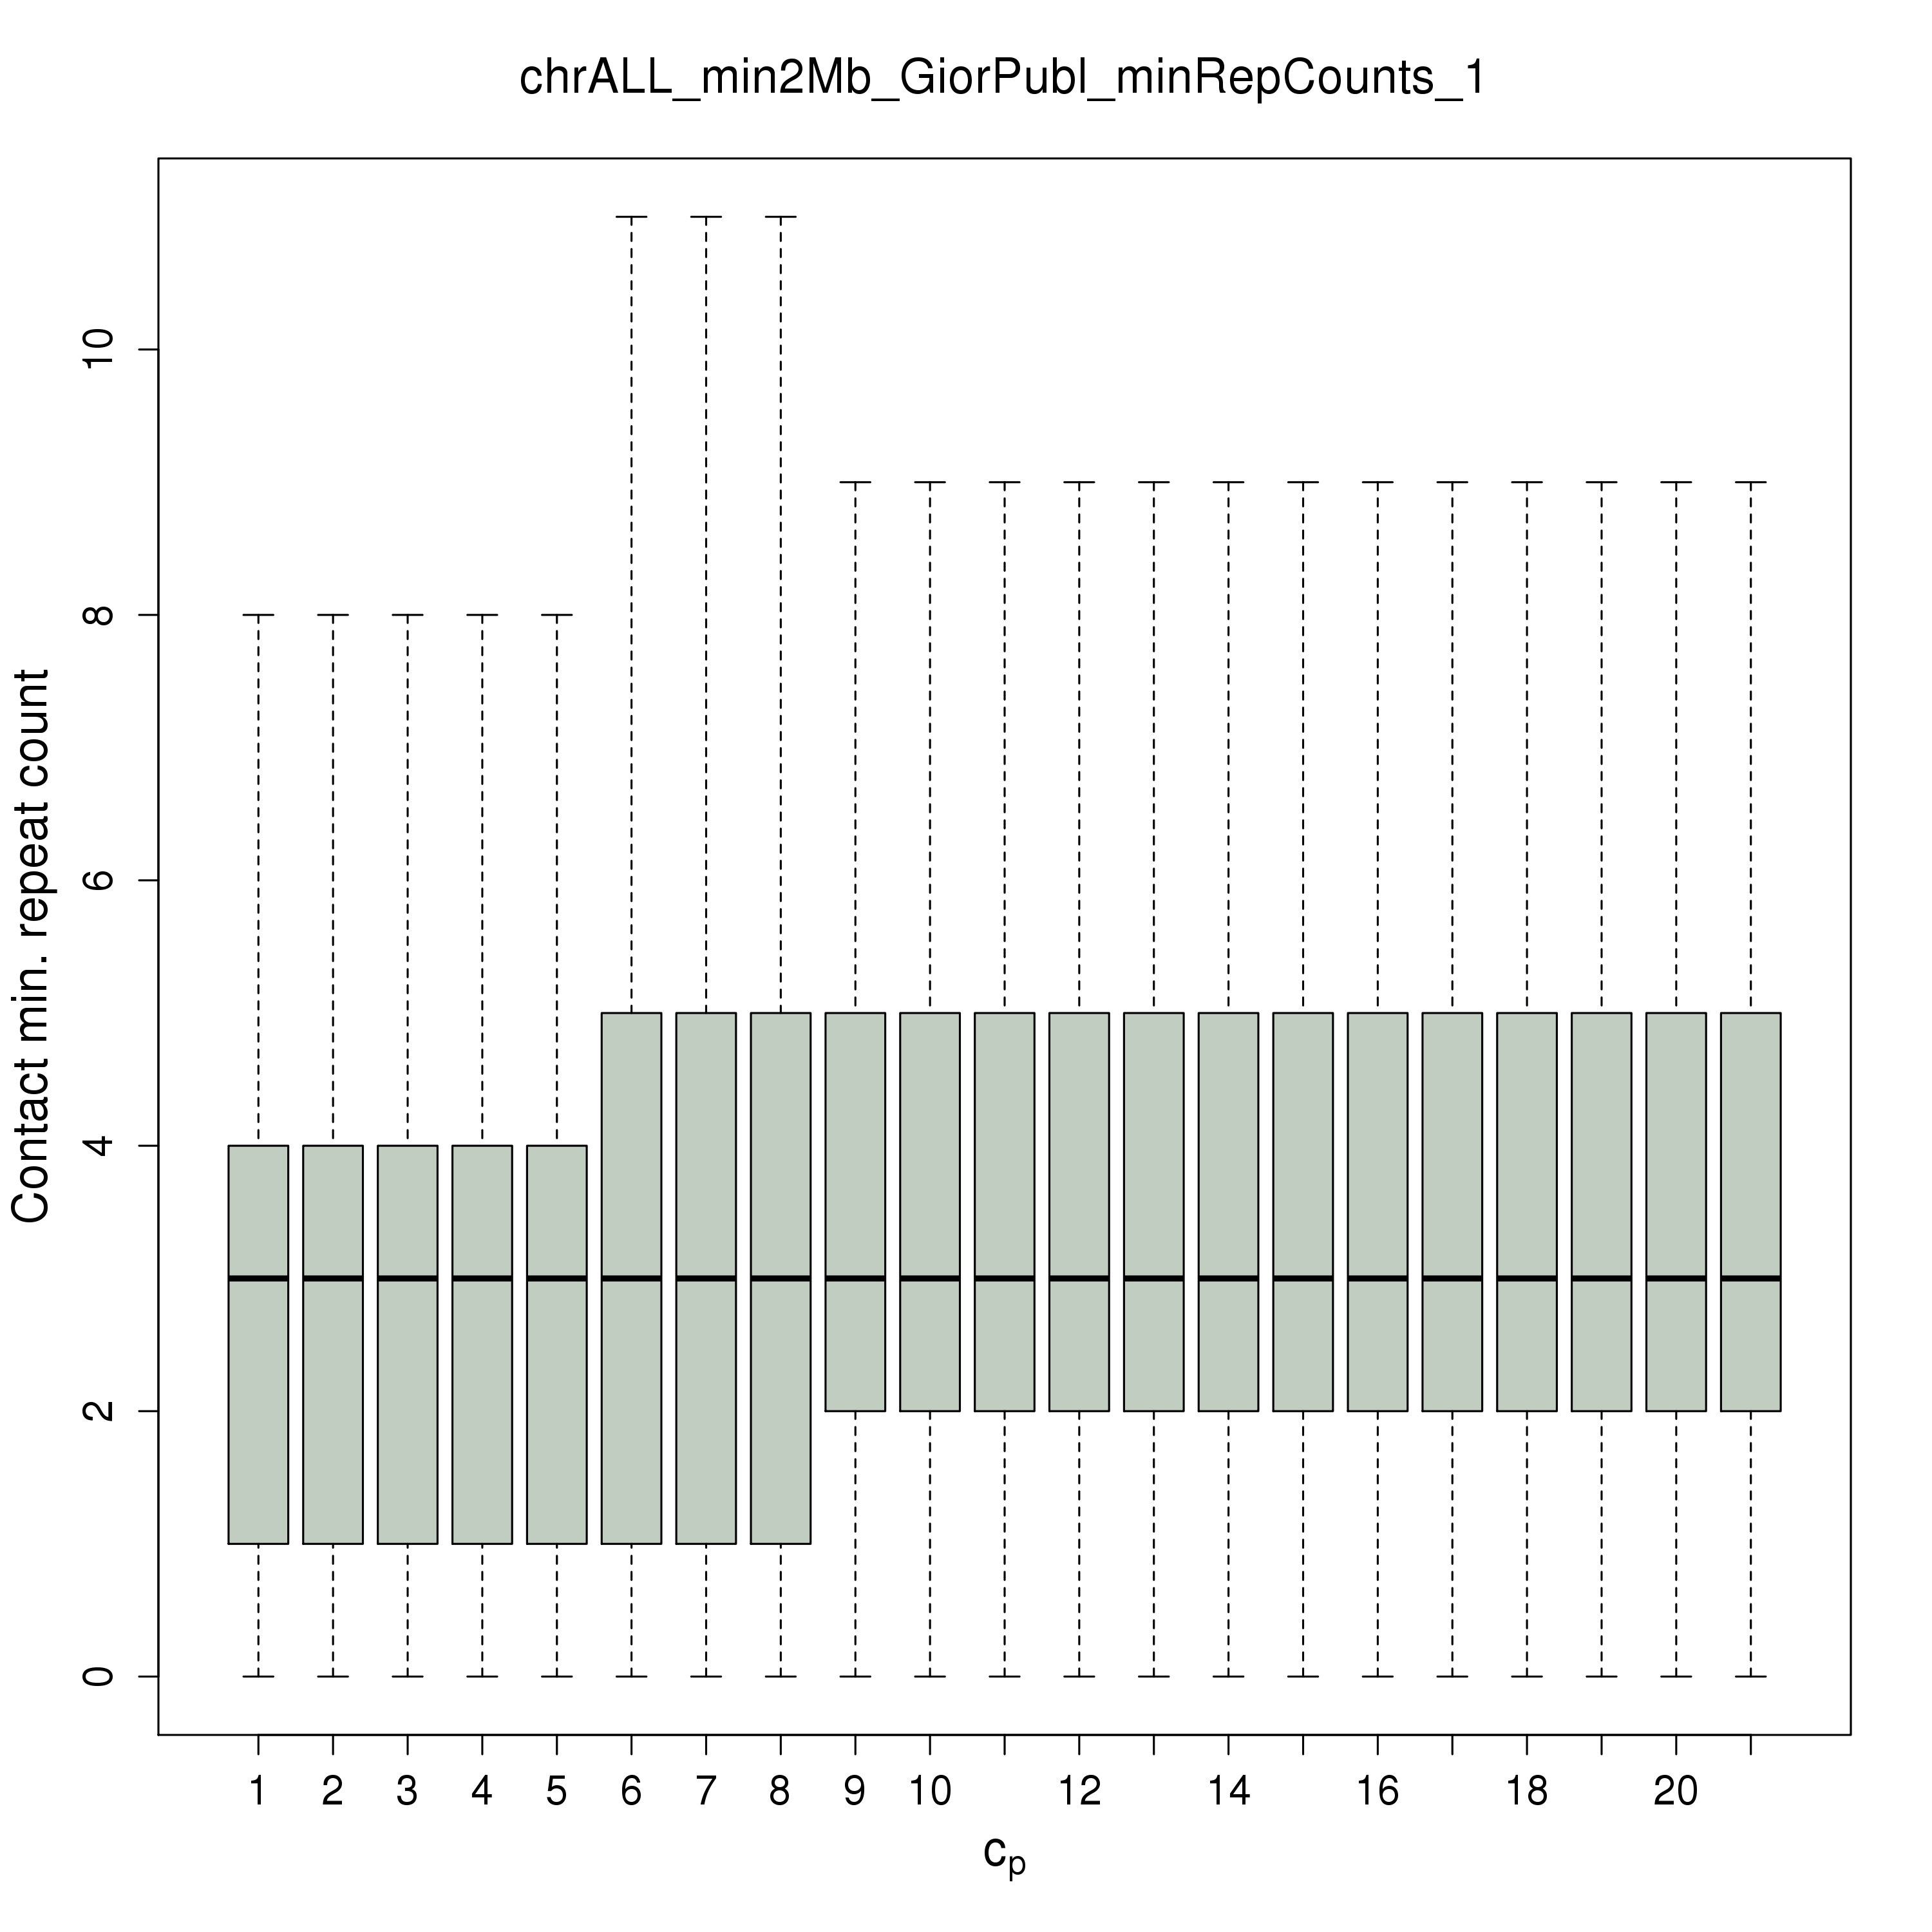 chrALL_min2Mb_GiorPubl_minRepCounts_1
Contact min. repeat count
10
8
6
4
2
0
1 2 3 4 5 6 7 8 9 10 12 14 16 18 20
cp